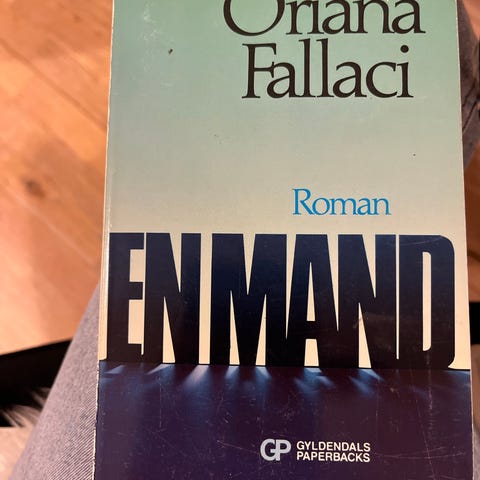 Oriana
Fallaci
Roman
EN MAND
GP GYLDENDALS
PAPERBACKS